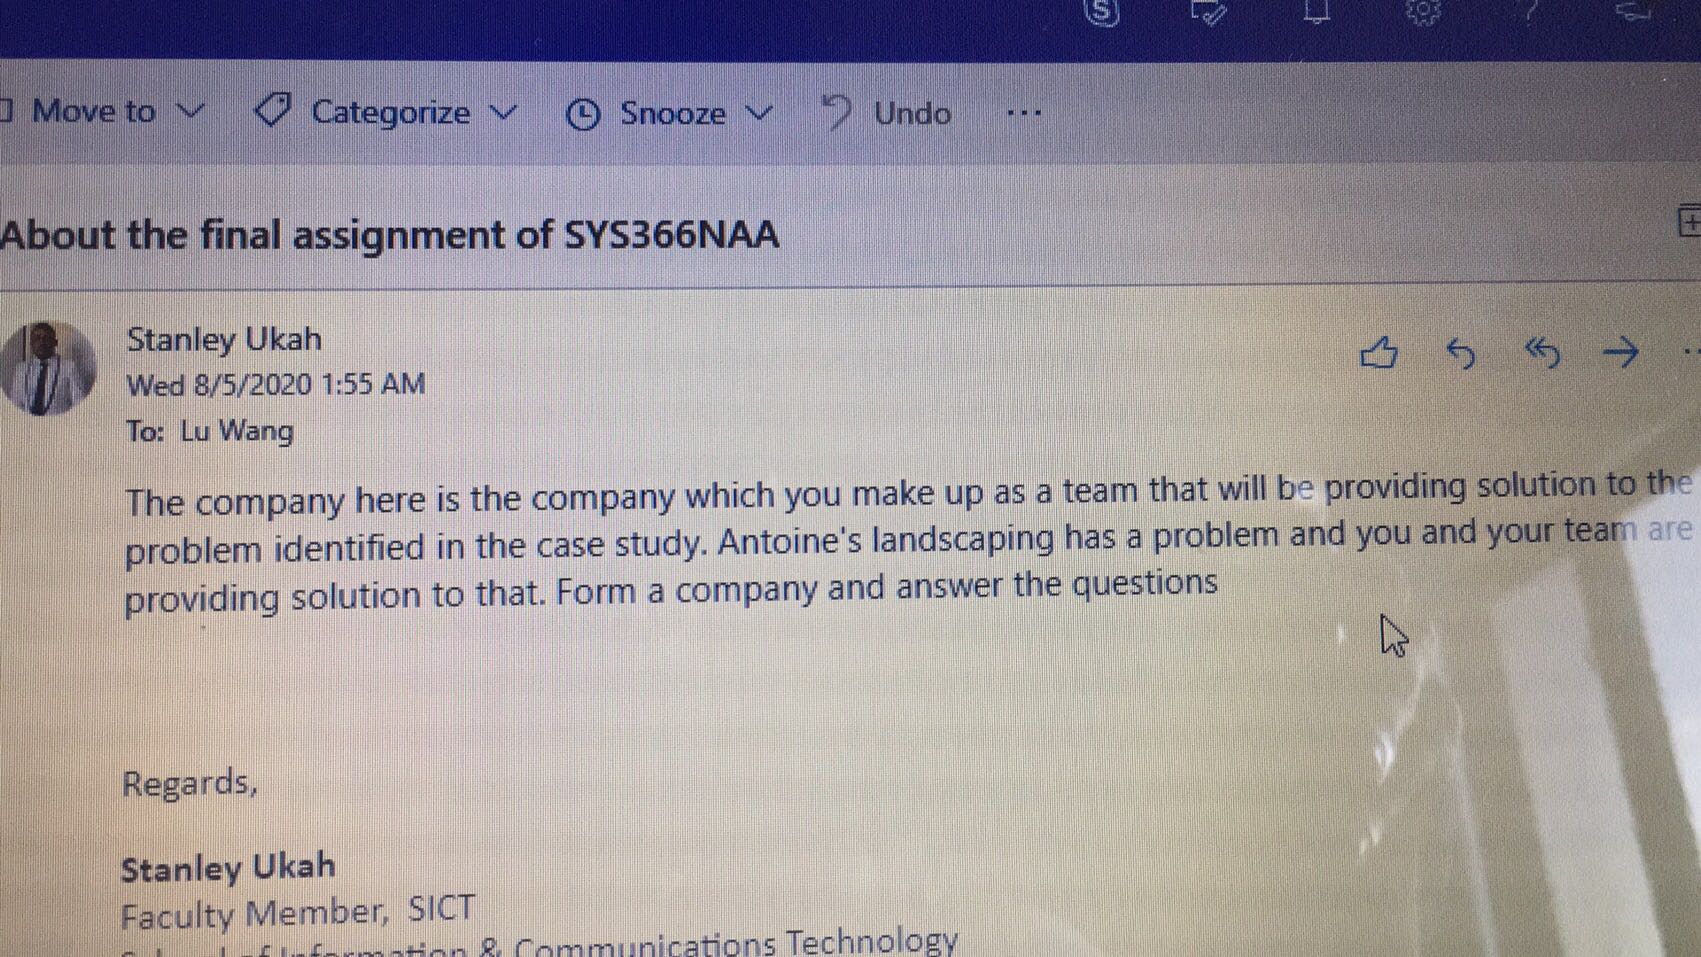 Move to Categorize Snooze Undo ...
About the final assignment of SYS366NAA
Stanley Ukah
Wed 8/5/2020 1:55 AM
To: Lu Wang
The company here is the company which you make up as a team that will be providing solution to the
problem identified in the case study. Antoine's landscaping has a problem and you and your team are
providing solution to that. Form a company and answer the questions
Regards,
Stanley Ukah
Faculty Member, SICT
School of Information & Communications Technology